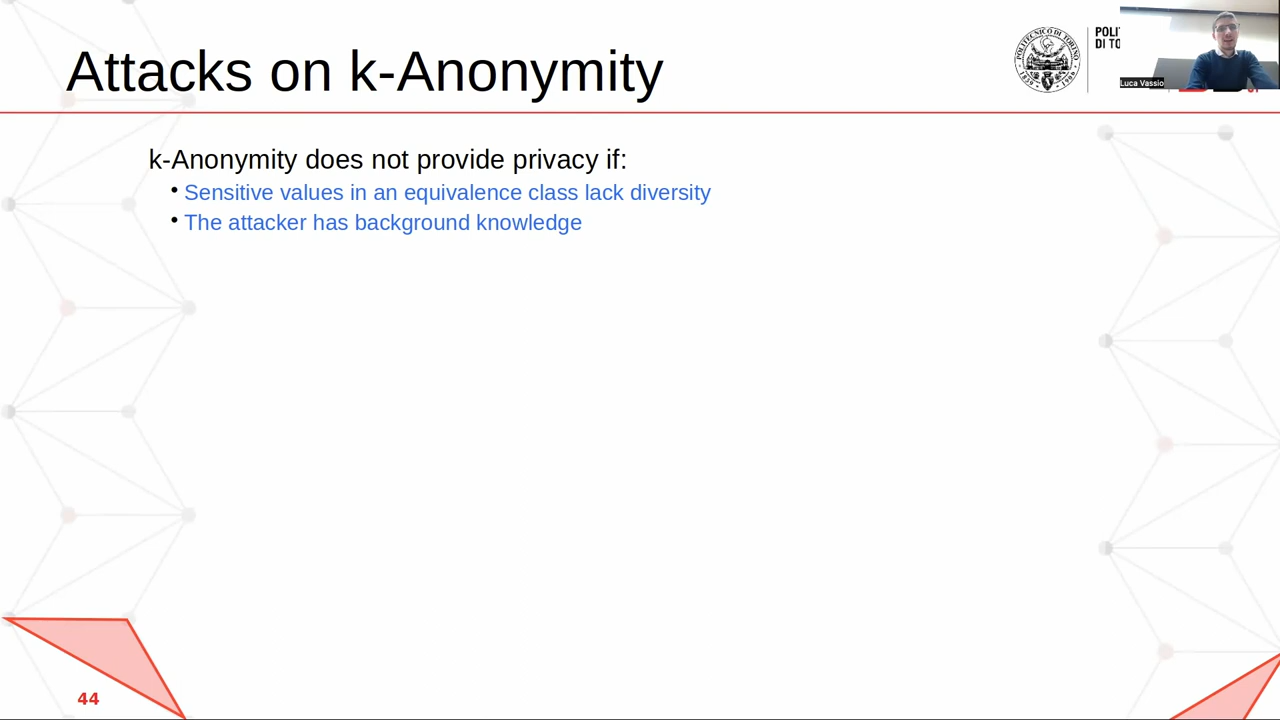 Attacks on k-Anonymity
POLI
DI TO
Luca Vassio
k-Anonymity does not provide privacy if:
• Sensitive values in an equivalence class lack diversity
• The attacker has background knowledge
44